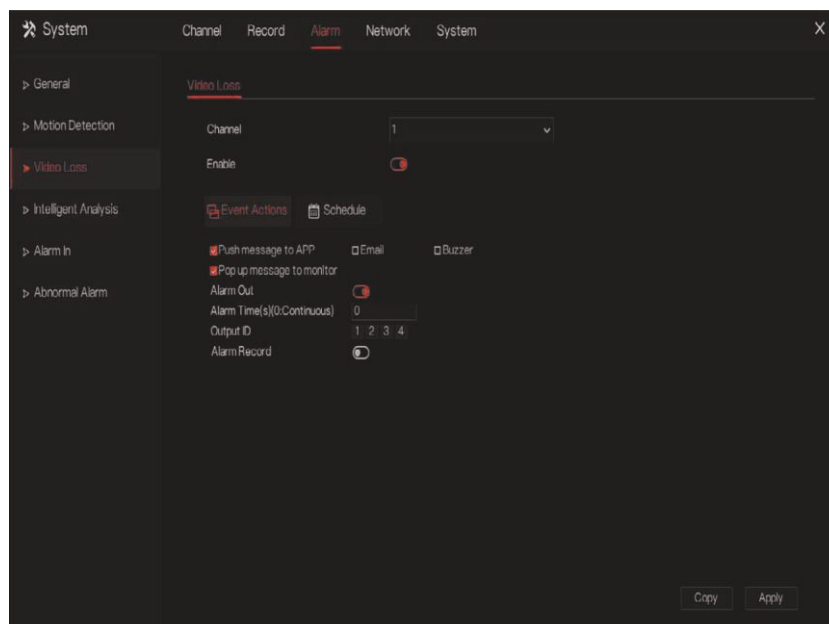 System
Channel Record Alarm Network System X
General
Motion Detection
Video Loss
Intelligent Analysis
Alarm In
Abnormal Alarm
Video Loss
Channel 1
Enable
Event Actions Schedule
Push message to APP Email Buzzer
Pop up message to monitor
Alarm Out
Alarm Time(s)(0:Continuous) 0
Output ID 1 2 3 4
Alarm Record
Copy Apply